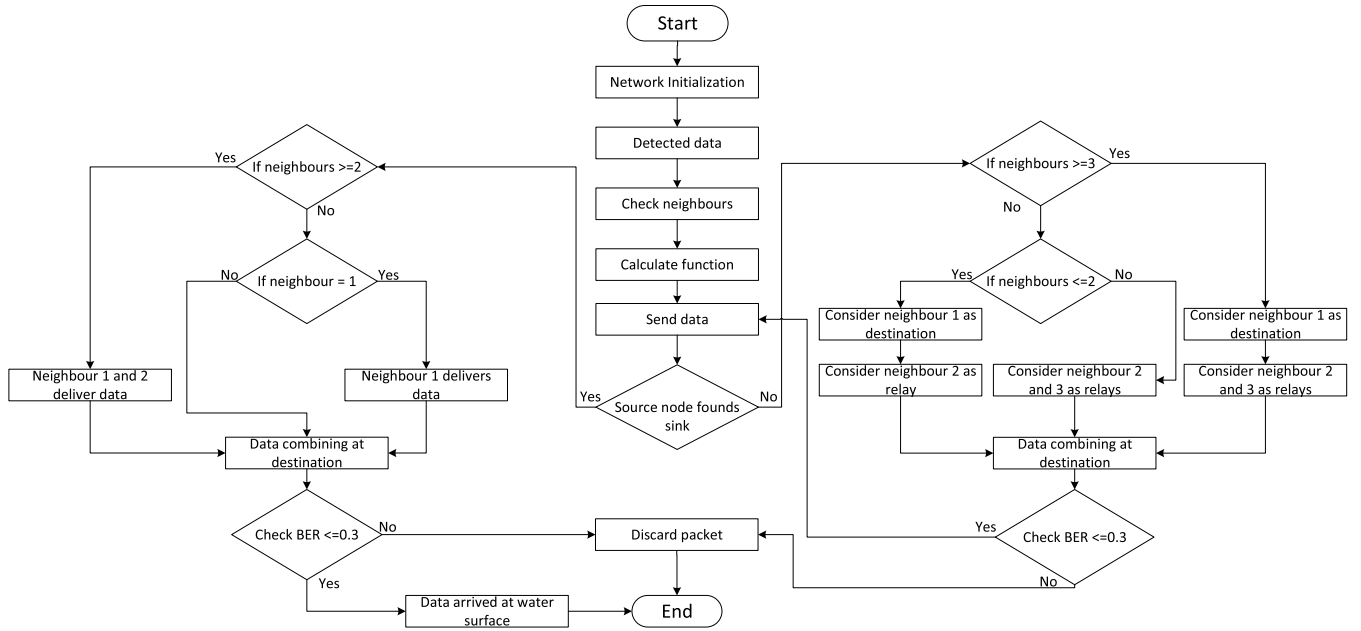 Start
Network Initialization
Detected data
Check neighbours
Calculate function
Send data
Source node founds
sink
Yes
No
If neighbours >=2
Yes
No
If neighbour = 1
No
Yes
Neighbour 1 and 2
deliver data
Neighbour 1 delivers
data
Data combining at
destination
Check BER <=0.3
No
Yes
Data arrived at water
surface
If neighbours >=3
Yes
No
If neighbours <=2
Yes
No
Consider neighbour 1 as
destination
Consider neighbour 2 as
relay
Consider neighbour 2
and 3 as relays
Consider neighbour 1 as
destination
Consider neighbour 2
and 3 as relays
Data combining at
destination
Check BER <=0.3
Yes
No
Discard packet
End